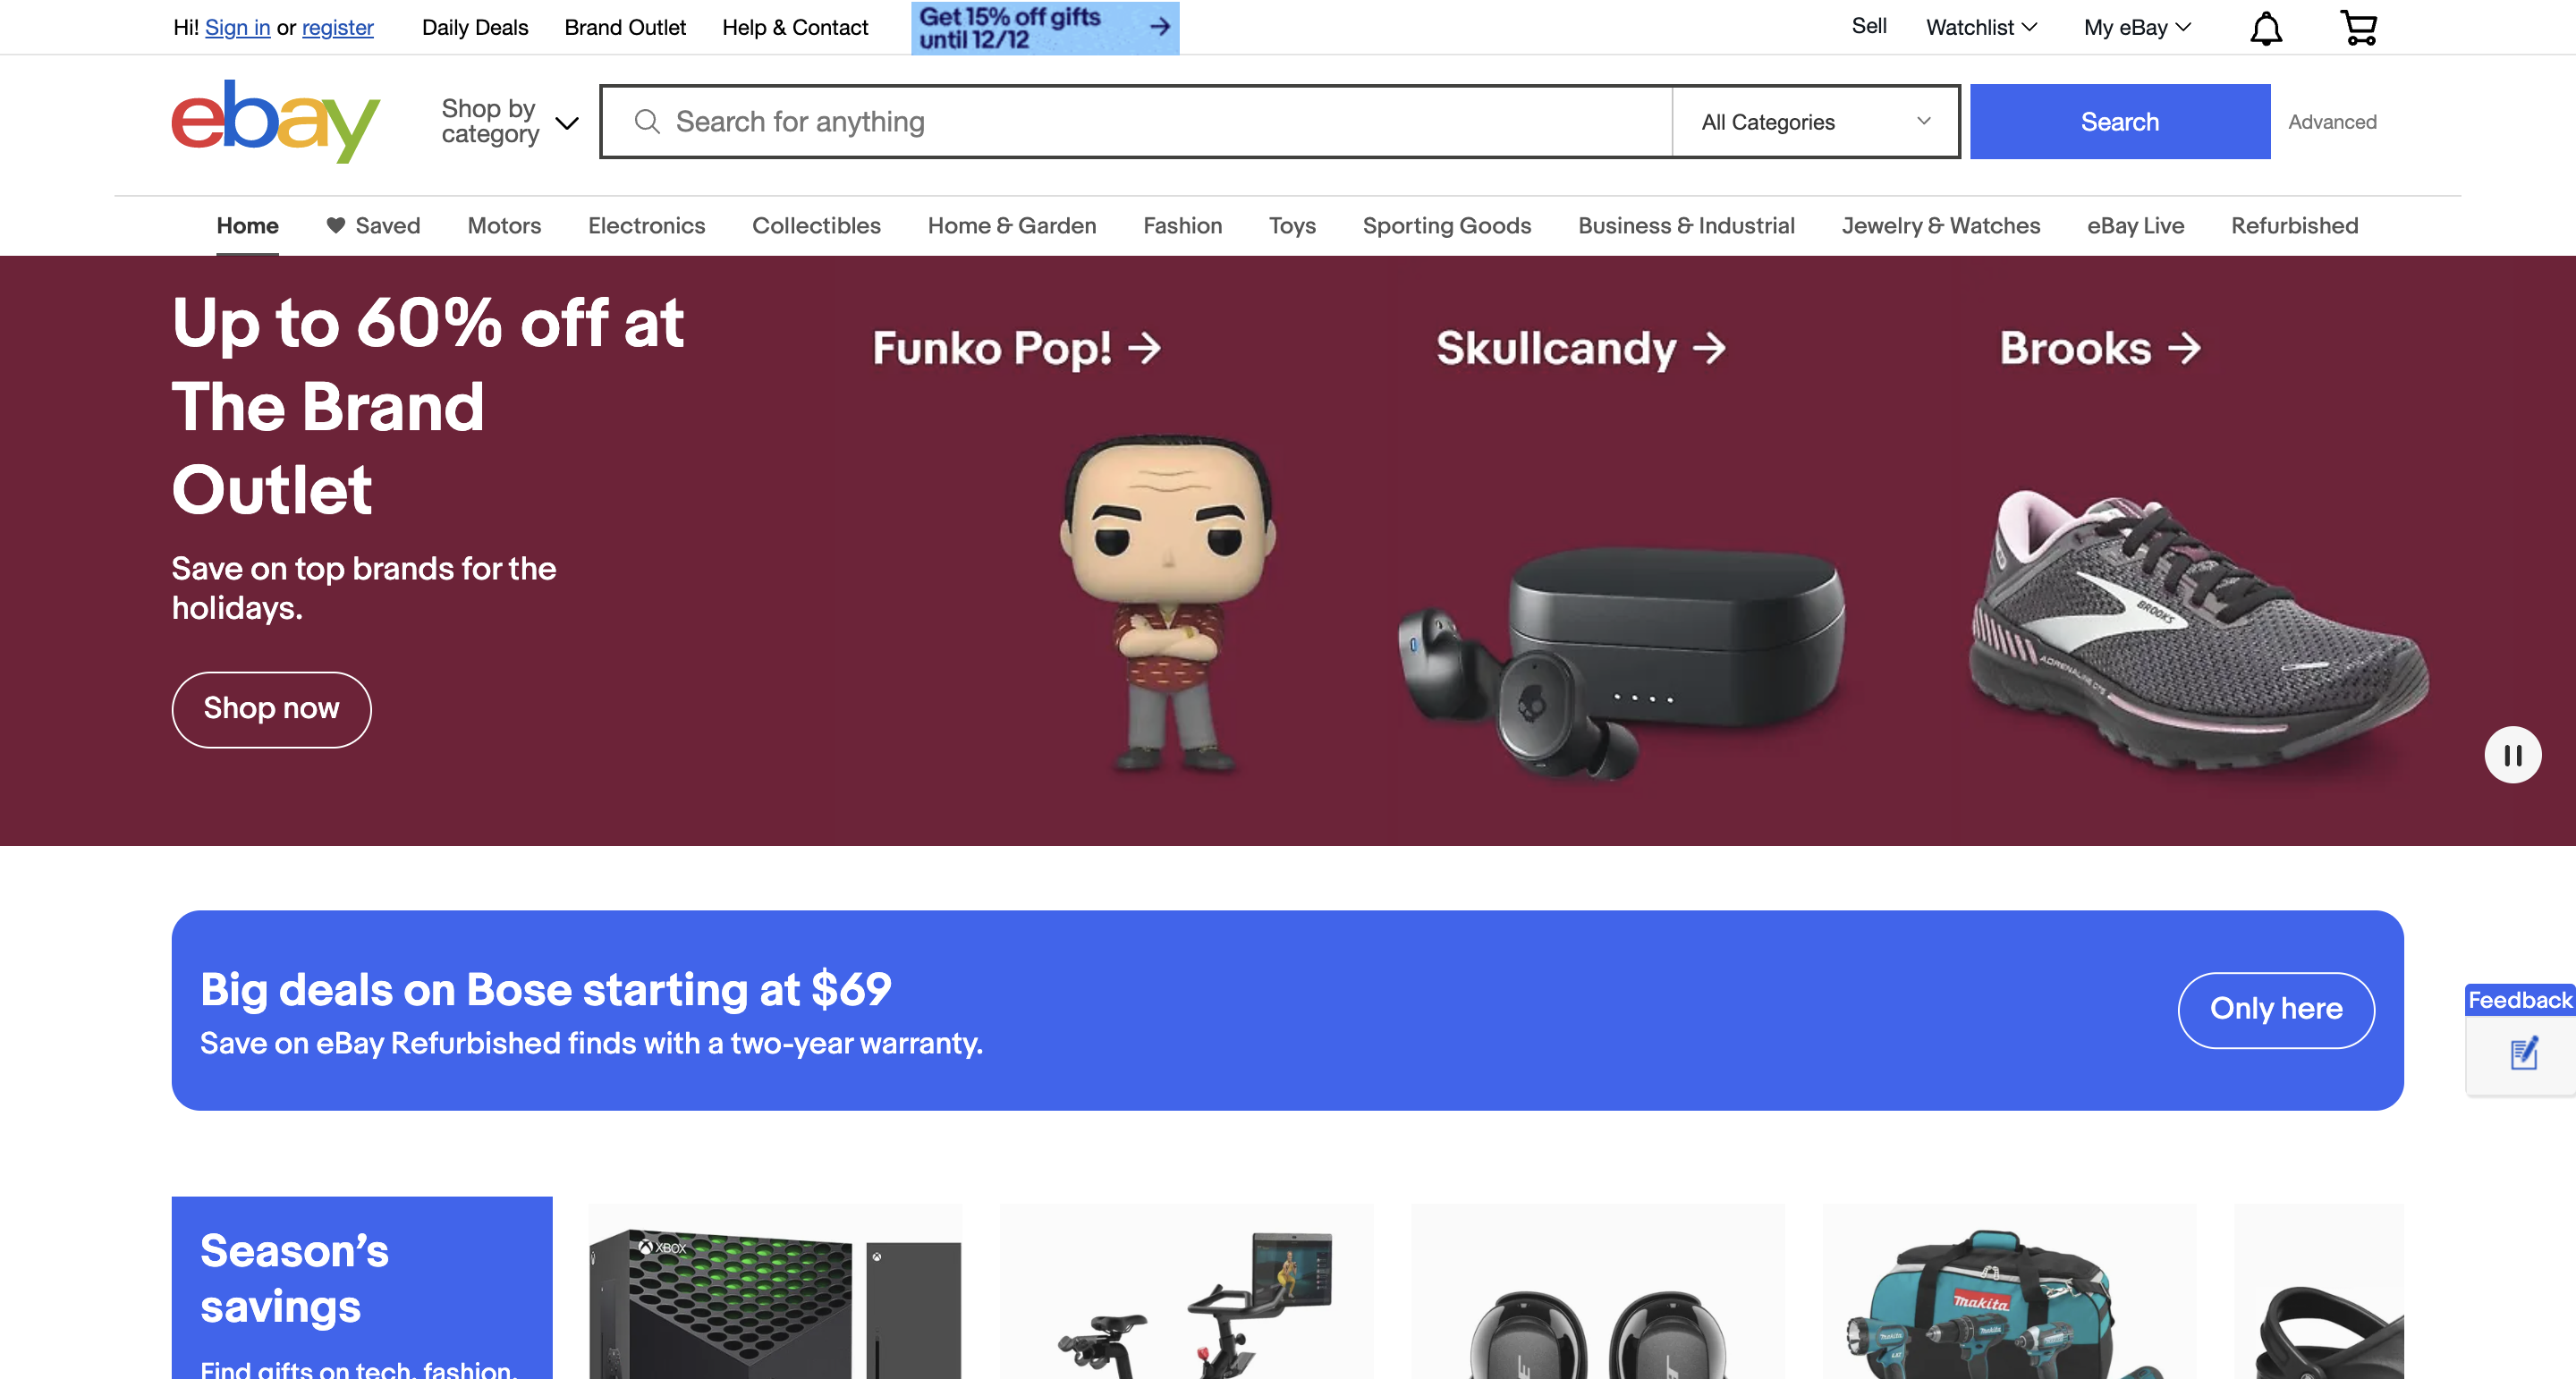 Hi! Sign in or register
Daily Deals
Brand Outlet
Help & Contact
Get 15% off gifts
until 12/12
Sell
Watchlist
My eBay
ebay
Shop by
category
Search for anything
All Categories
Search
Advanced
Home
Saved
Motors
Electronics
Collectibles
Home & Garden
Fashion
Toys
Sporting Goods
Business & Industrial
Jewelry & Watches
eBay Live
Refurbished
Up to 60% off at
The Brand
Outlet
Save on top brands for the
holidays.
Shop now
Funko Pop!
Skullcandy
Brooks
BROOKS
ADRENALINE GTS
Big deals on Bose starting at $69
Save on eBay Refurbished finds with a two-year warranty.
Only here
Feedback
Season's
savings
Find gifts on tech, fashion,
XBOX
makita